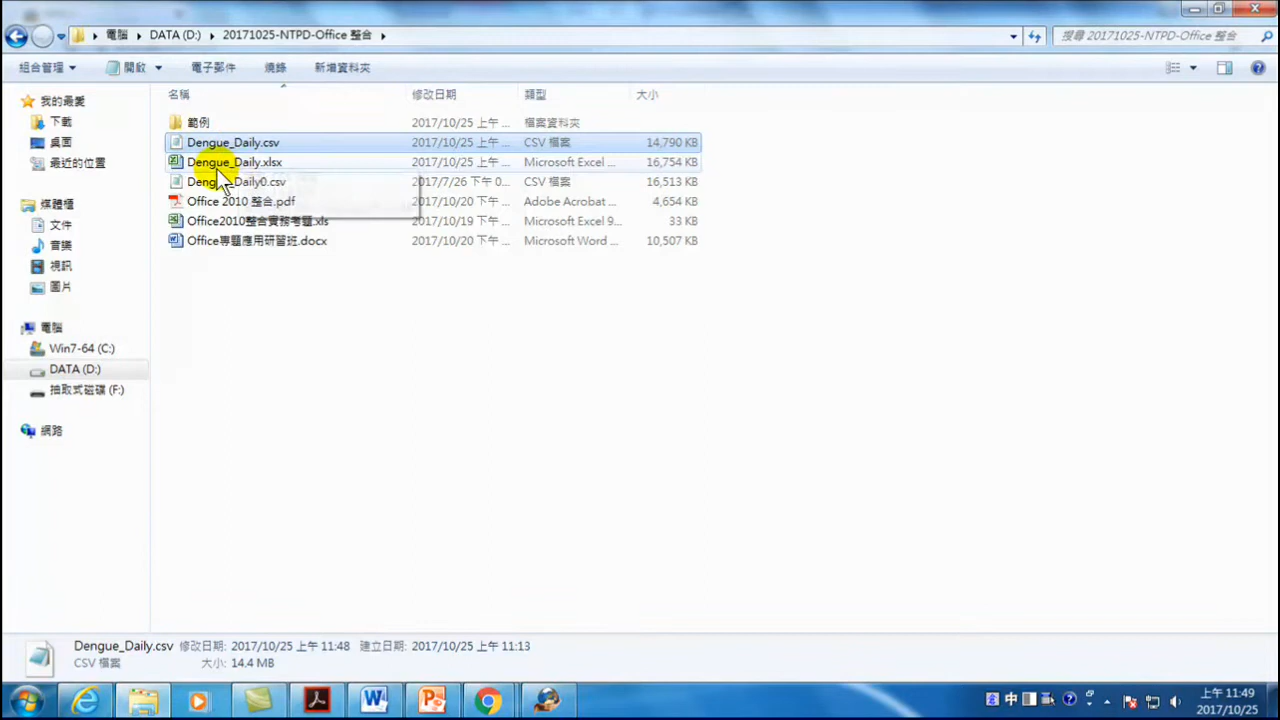 電腦 DATA (D:) 20171025-NTPD-Office 整合
搜尋 20171025-NTPD-Office 整合
組合管理 開啟 電子郵件 燒錄 新增資料夾
名稱 修改日期 類型 大小
我的最愛
下載
桌面
最近的位置
媒體櫃
文件
音樂
視訊
圖片
電腦
Win7-64 (C:)
DATA (D:)
抽取式磁碟 (F:)
網路
範例 2017/10/25 上午 ... 檔案資料夾
Dengue_Daily.csv 2017/10/25 上午 ... CSV 檔案 14,790 KB
Dengue_Daily.xlsx 2017/10/25 上午 ... Microsoft Excel ... 16,754 KB
Dengue_Daily0.csv 2017/7/26 下午 0... CSV 檔案 16,513 KB
Office 2010 整合.pdf 2017/10/20 下午 ... Adobe Acrobat ... 4,654 KB
Office2010整合實務考題.xls 2017/10/19 下午 ... Microsoft Excel 9... 33 KB
Office專題應用研習班.docx 2017/10/20 下午 ... Microsoft Word ... 10,507 KB
Dengue_Daily.csv 修改日期: 2017/10/25 上午 11:48 建立日期: 2017/10/25 上午 11:13
CSV 檔案 大小: 14.4 MB
中
上午 11:49
2017/10/25